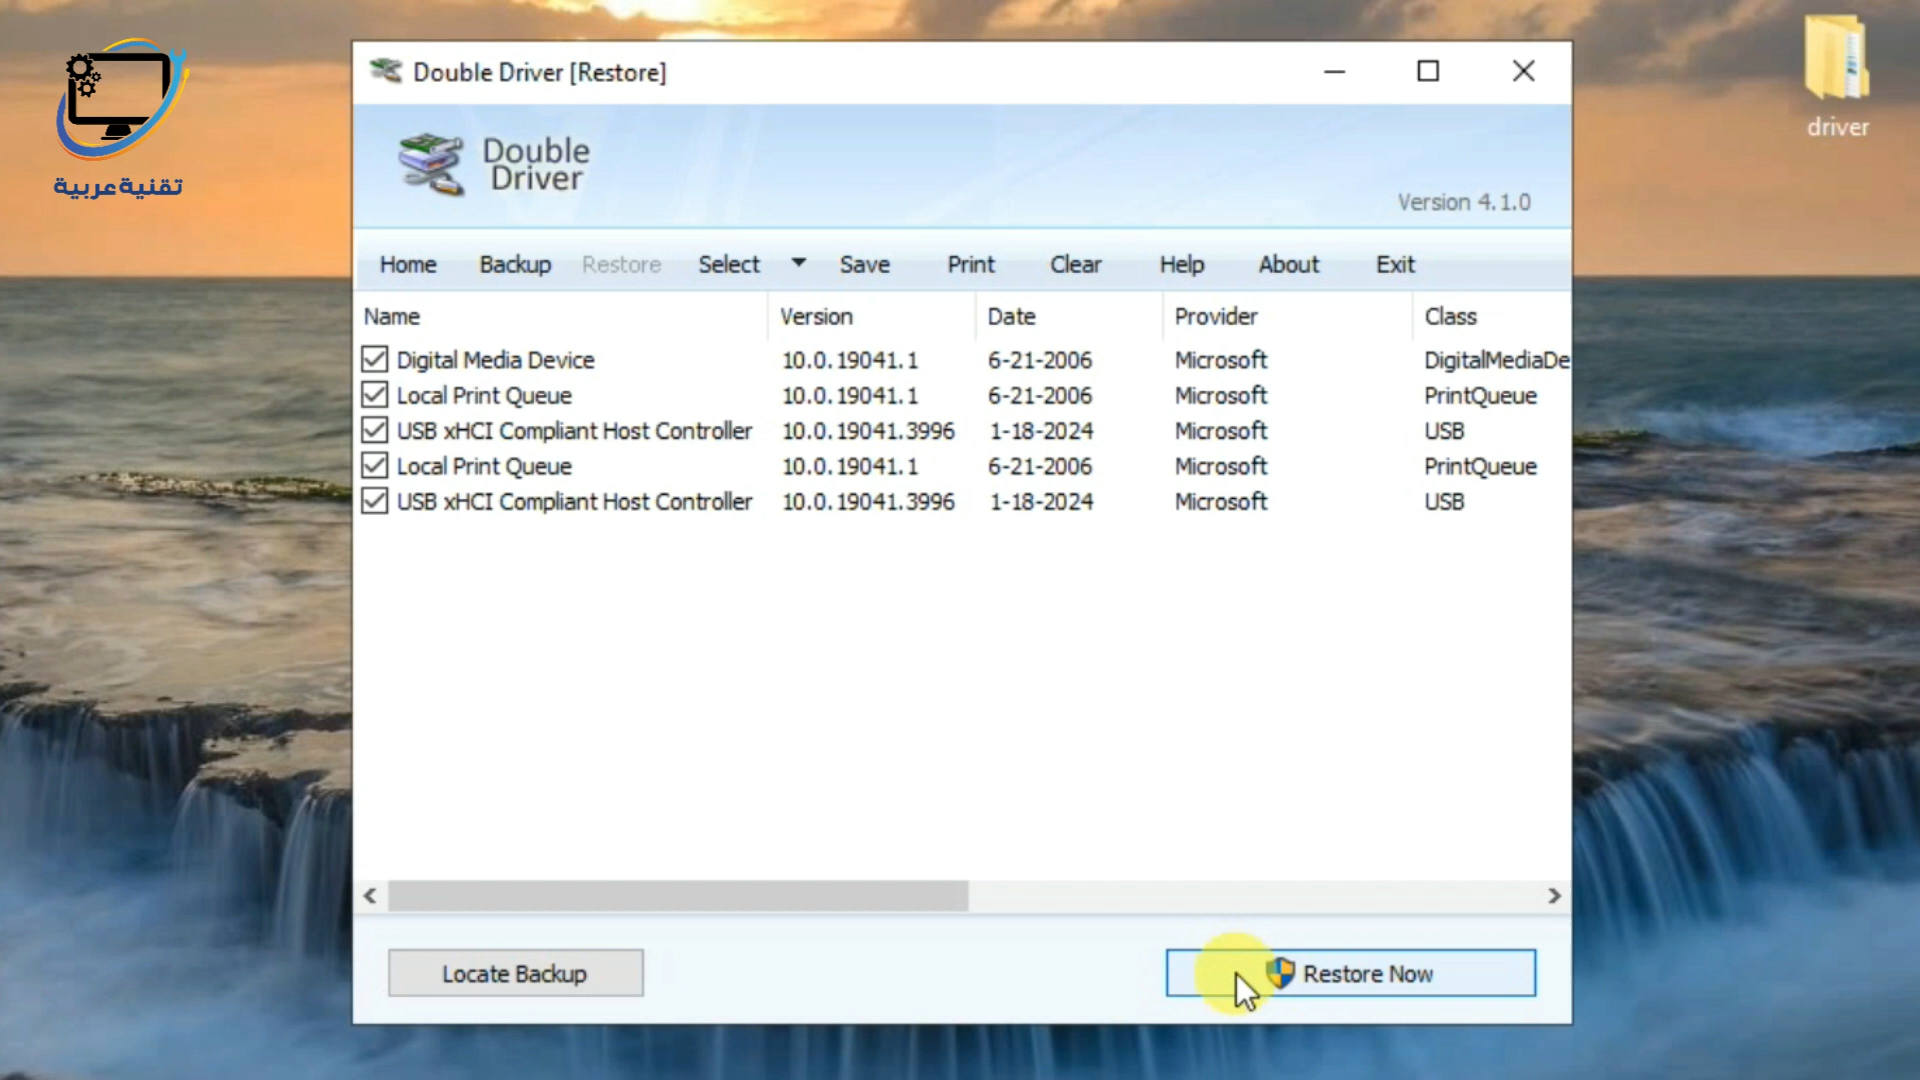 Double Driver [Restore]
driver
تقنية عربية
Double
Driver
Version 4.1.0
Home Backup Restore Select Save Print Clear Help About Exit
Name Version Date Provider Class
Digital Media Device 10.0.19041.1 6-21-2006 Microsoft DigitalMediaDe
Local Print Queue 10.0.19041.1 6-21-2006 Microsoft PrintQueue
USB xHCI Compliant Host Controller 10.0.19041.3996 1-18-2024 Microsoft USB
Local Print Queue 10.0.19041.1 6-21-2006 Microsoft PrintQueue
USB xHCI Compliant Host Controller 10.0.19041.3996 1-18-2024 Microsoft USB
Locate Backup Restore Now